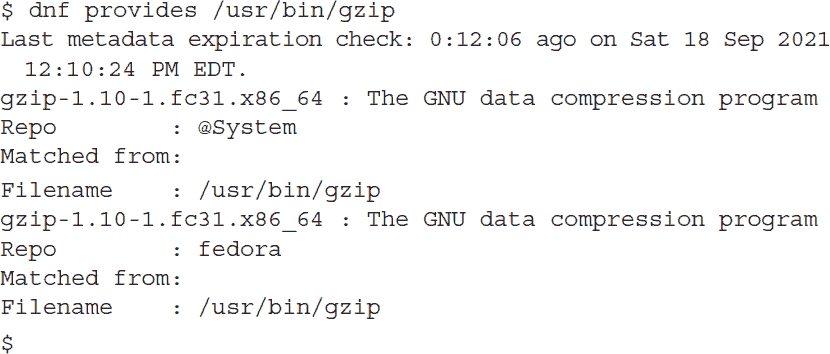 $ dnf provides /usr/bin/gzip
Last metadata expiration check: 0:12:06 ago on Sat 18 Sep 2021
  12:10:24 PM EDT.
gzip-1.10-1.fc31.x86_64 : The GNU data compression program
Repo        : @System
Matched from:
Filename    : /usr/bin/gzip
gzip-1.10-1.fc31.x86_64 : The GNU data compression program
Repo        : fedora
Matched from:
Filename    : /usr/bin/gzip
$